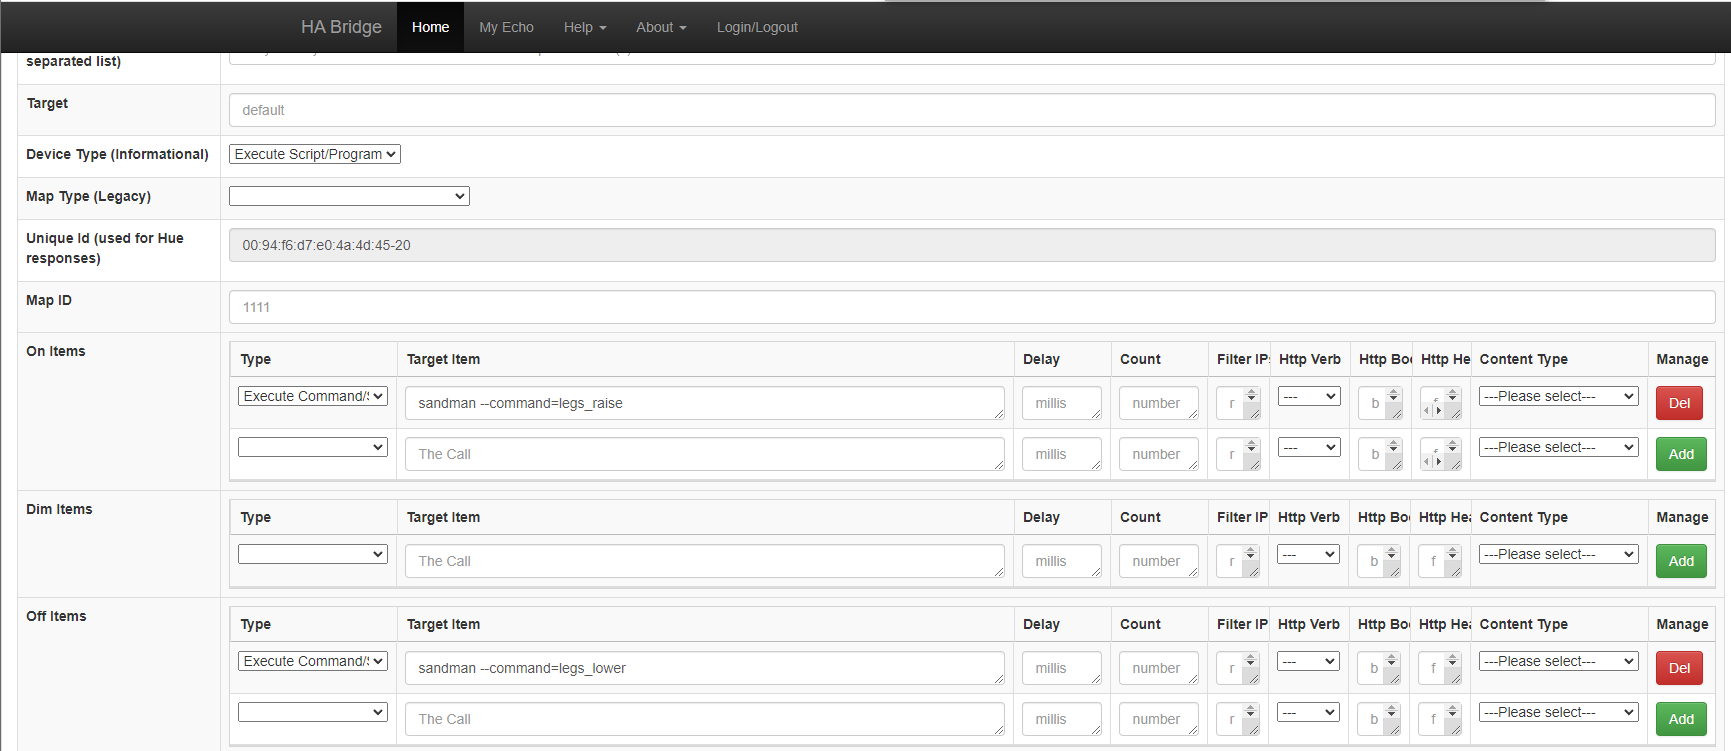 HA Bridge Home My Echo Help About Login/Logout
separated list)
Target default
Device Type (Informational) Execute Script/Program
Map Type (Legacy)
Unique Id (used for Hue
responses)
00:94:f6:d7:e0:4a:4d:45-20
Map ID 1111
On Items
Type Target Item Delay Count Filter IPs Http Verb Http Boo Http He Content Type Manage
Execute Command/S sandman --command=legs_raise millis number r --- b f ---Please select--- Del
The Call millis number r --- b f ---Please select--- Add
Dim Items
Type Target Item Delay Count Filter IP Http Verb Http Boo Http Hea Content Type Manage
The Call millis number r --- b f ---Please select--- Add
Off Items
Type Target Item Delay Count Filter IP Http Verb Http Boo Http Hea Content Type Manage
Execute Command/S sandman --command=legs_lower millis number r --- b f ---Please select--- Del
The Call millis number r --- b f ---Please select--- Add